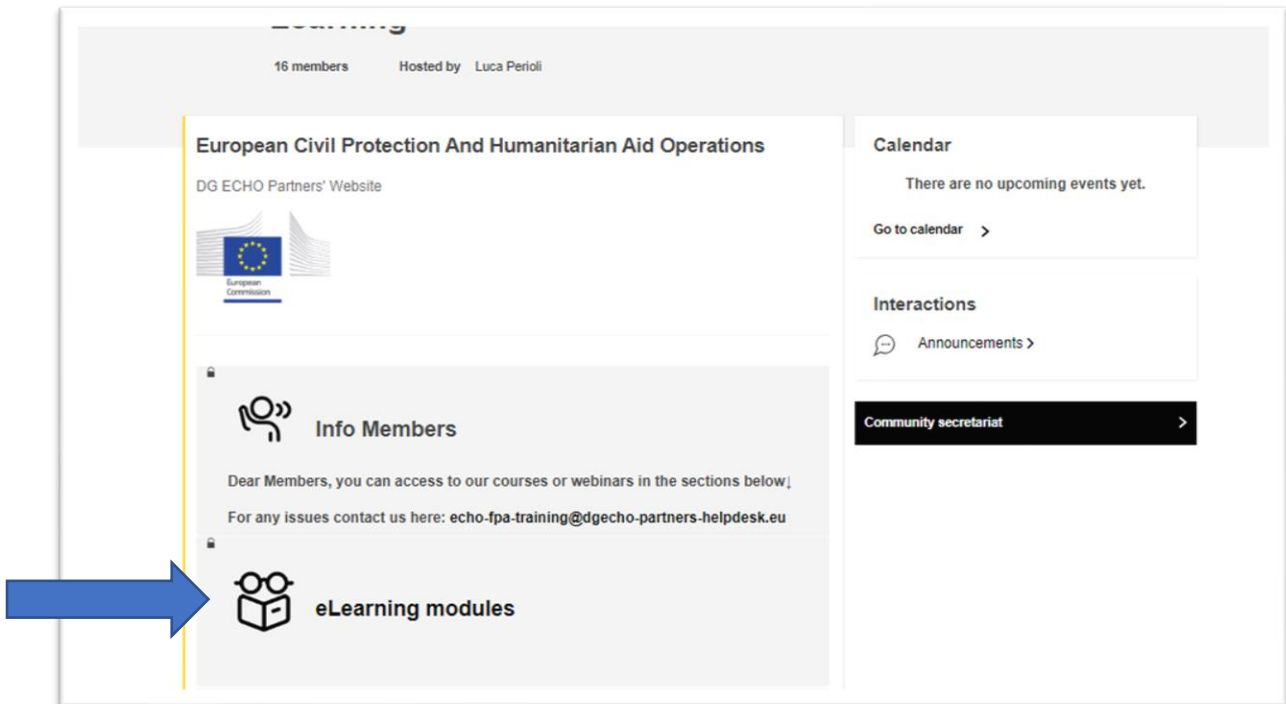 Learning
16 members Hosted by Luca Perioli
European Civil Protection And Humanitarian Aid Operations
DG ECHO Partners' Website
European
Commission
Info Members
Dear Members, you can access to our courses or webinars in the sections below↓
For any issues contact us here: echo-fpa-training@dgecho-partners-helpdesk.eu
eLearning modules
Calendar
There are no upcoming events yet.
Go to calendar >
Interactions
Announcements >
Community secretariat >